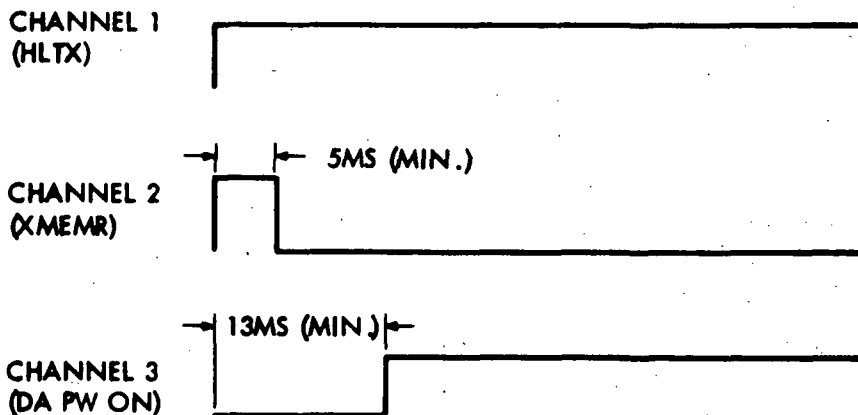 CHANNEL 1
(HLTX)
5MS (MIN.)
CHANNEL 2
(XMEMR)
13MS (MIN.)
CHANNEL 3
(DA PW ON)